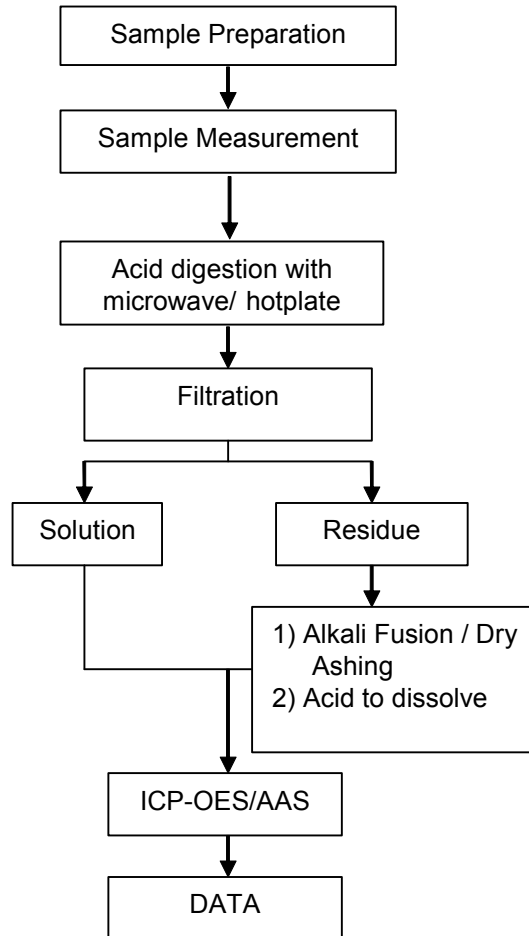 Sample Preparation
Sample Measurement
Acid digestion with
microwave/ hotplate
Filtration
Solution
Residue
1) Alkali Fusion / Dry
Ashing
2) Acid to dissolve
ICP-OES/AAS
DATA